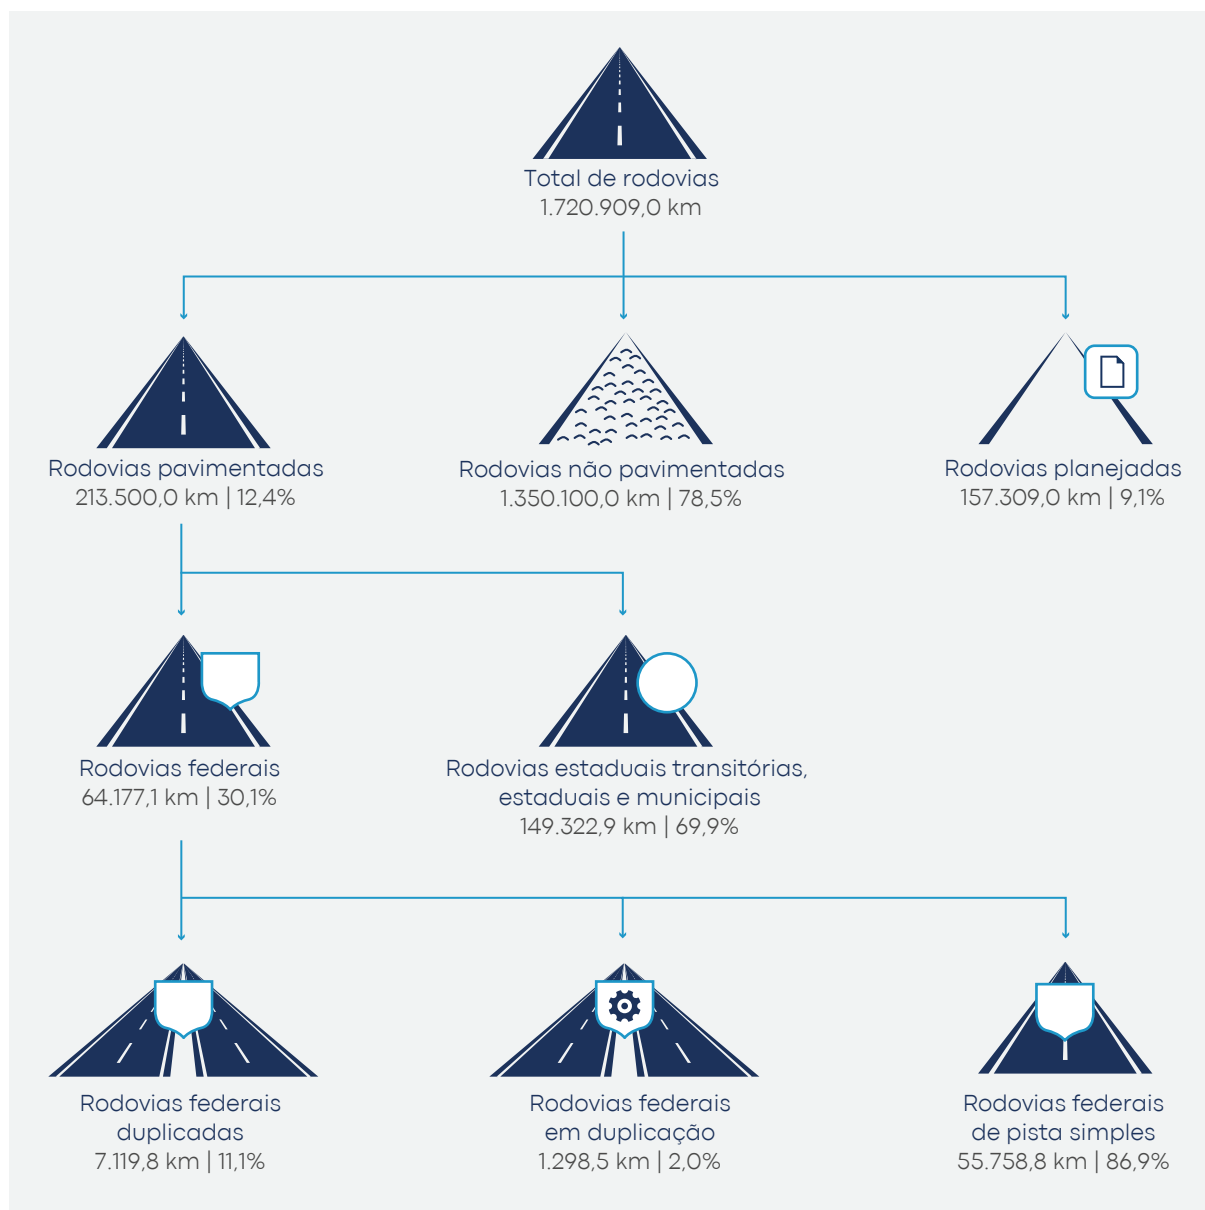 Total de rodovias
1.720.909,0 km
Rodovias pavimentadas
213.500,0 km | 12,4%
Rodovias não pavimentadas
1.350.100,0 km | 78,5%
Rodovias planejadas
157.309,0 km | 9,1%
Rodovias federais
64.177,1 km | 30,1%
Rodovias estaduais transitórias,
estaduais e municipais
149.322,9 km | 69,9%
Rodovias federais
duplicadas
7.119,8 km | 11,1%
Rodovias federais
em duplicação
1.298,5 km | 2,0%
Rodovias federais
de pista simples
55.758,8 km | 86,9%